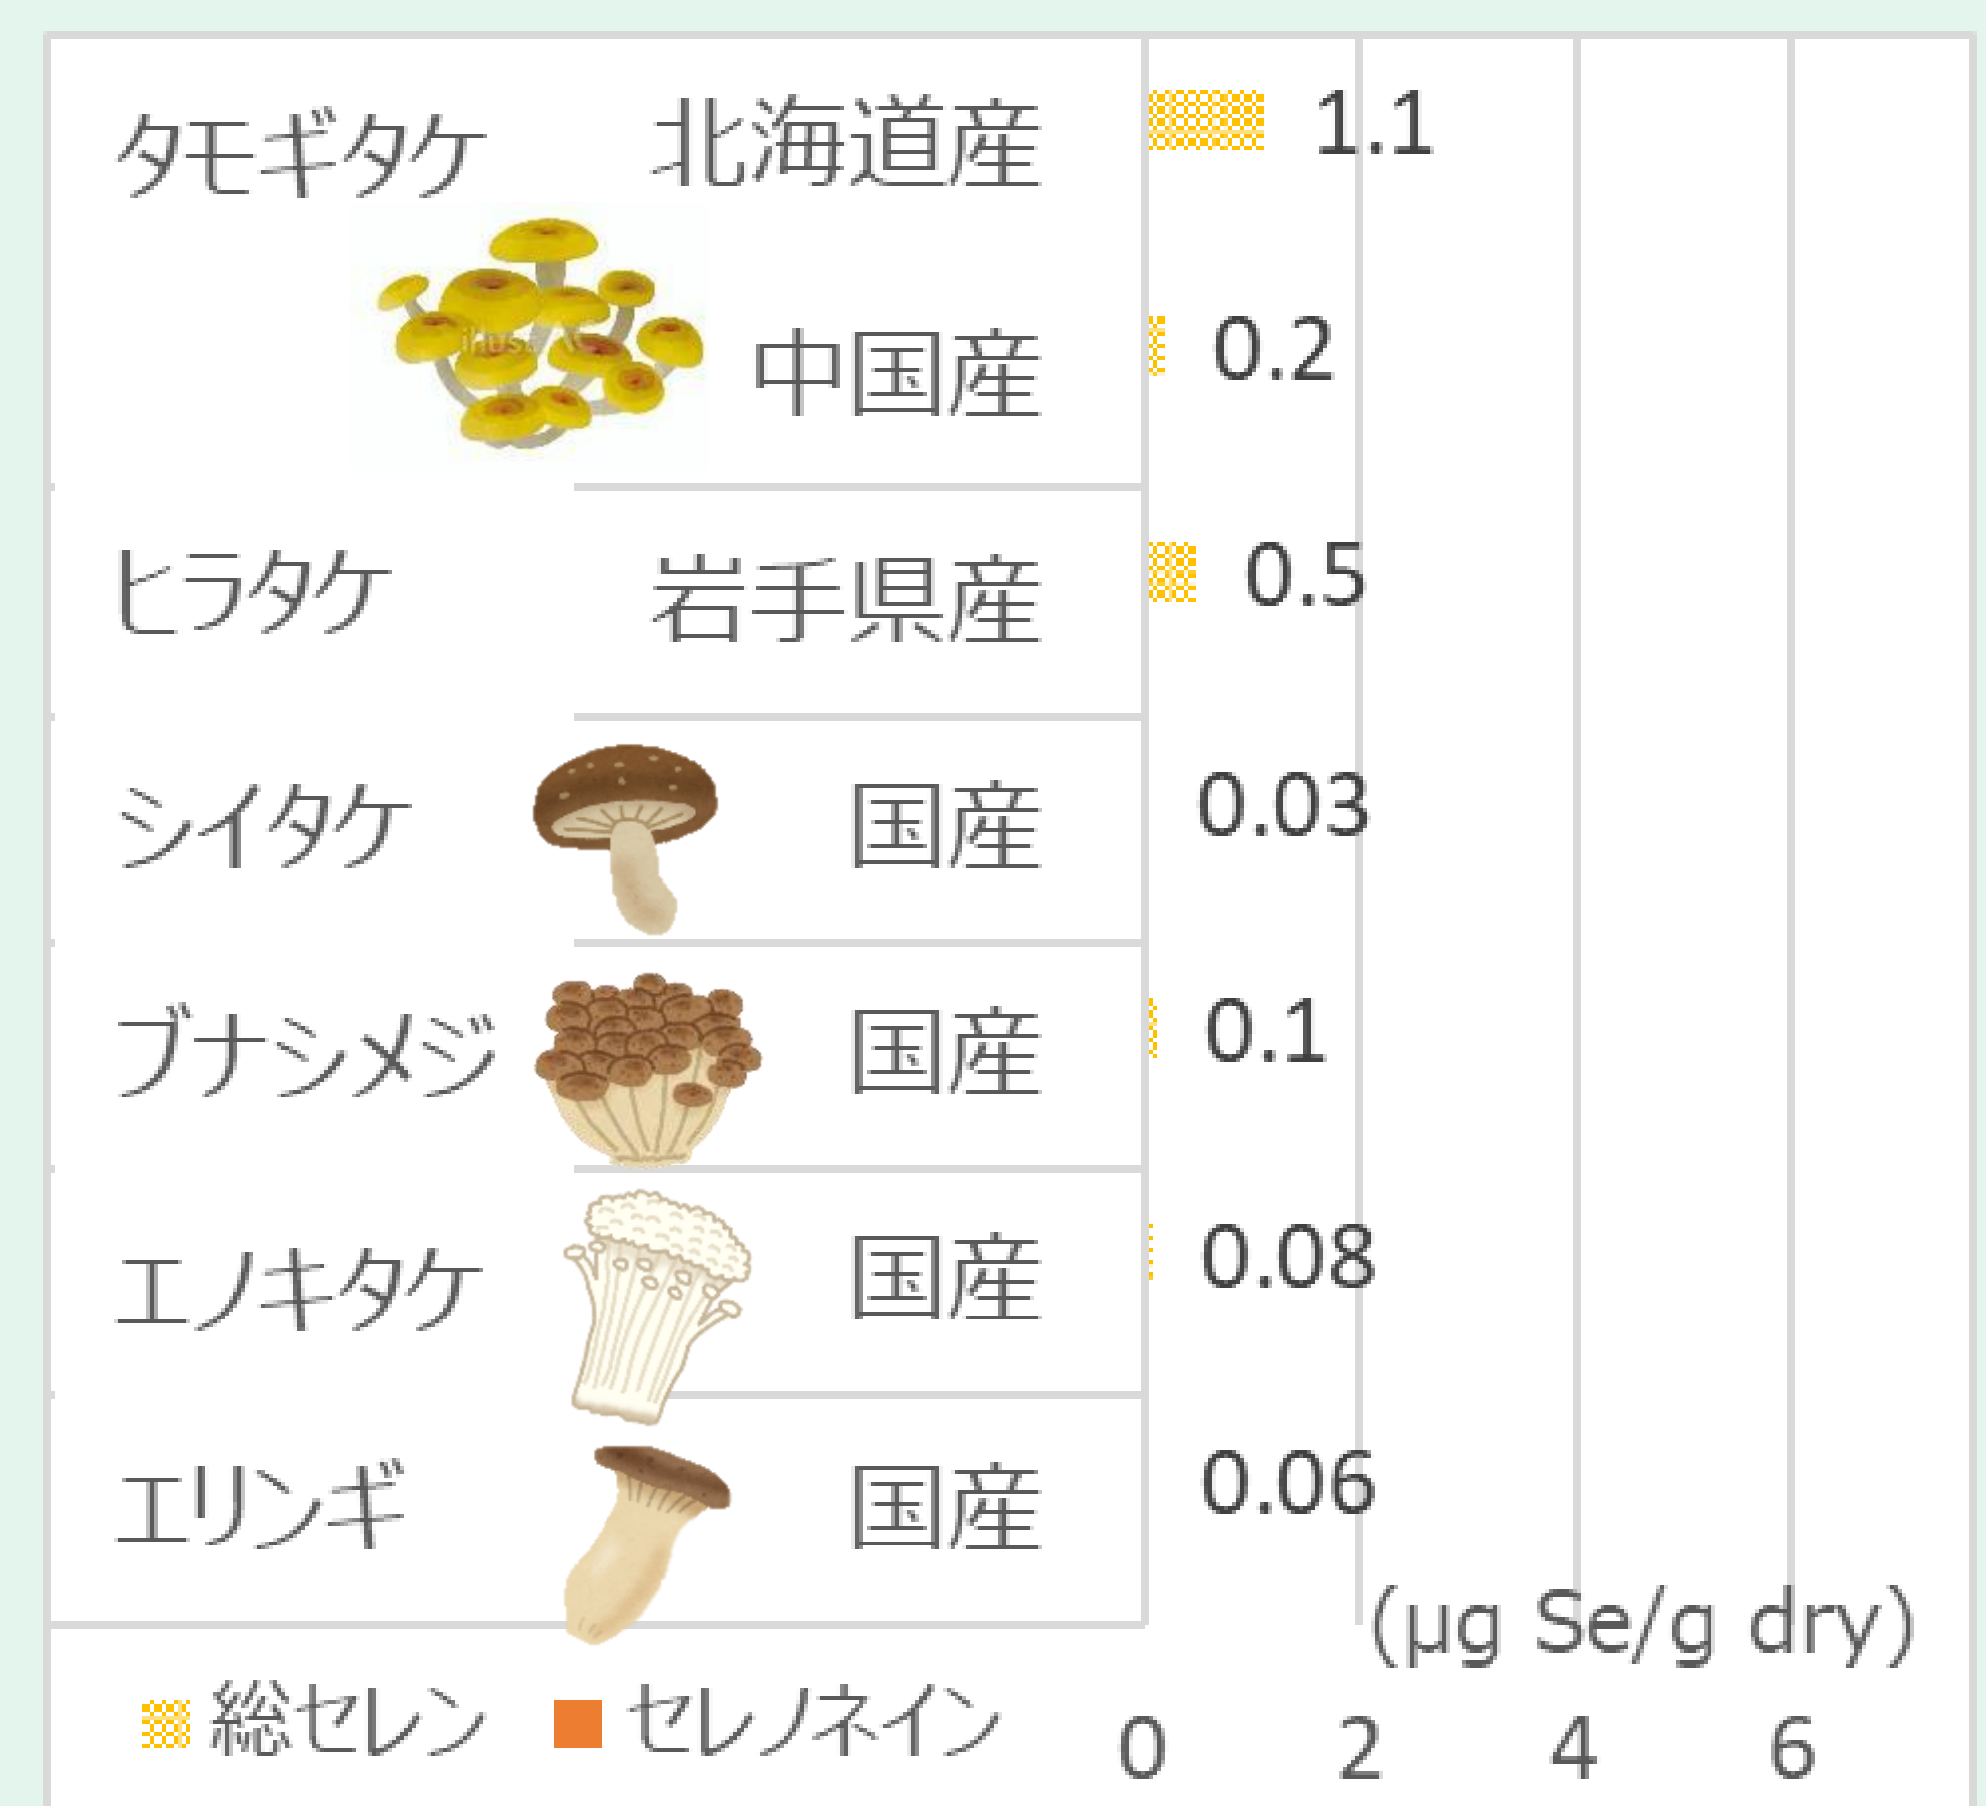 タモギタケ 北海道産 1.1
中国産 0.2
ヒラタケ 岩手県産 0.5
シイタケ 国産 0.03
ブナシメジ 国産 0.1
エノキタケ 国産 0.08
エリンギ 国産 0.06
(μg Se/g dry)
総セレン セレノネイン 0 2 4 6